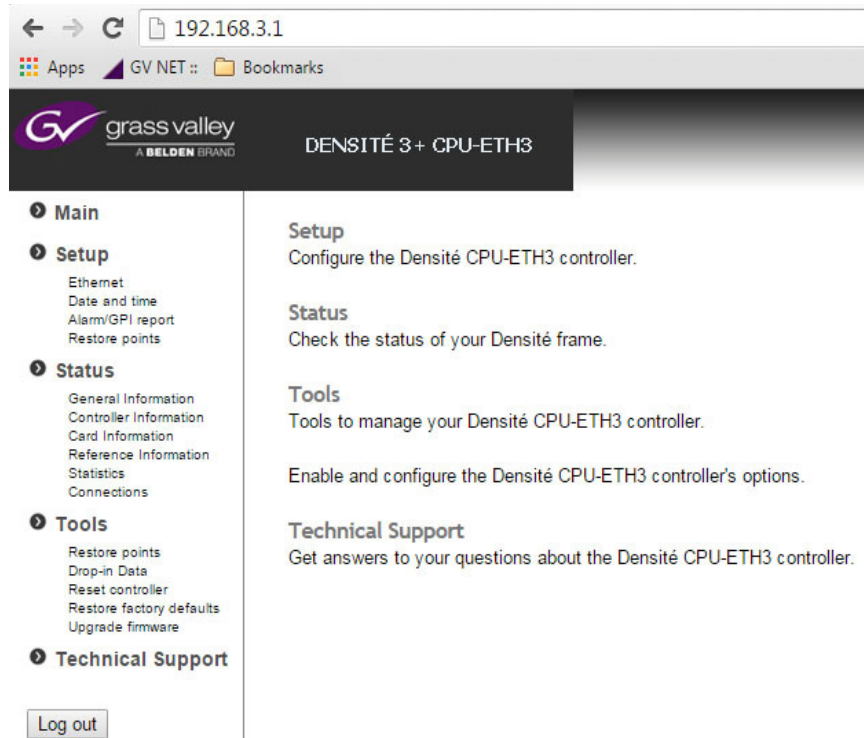 192.168.3.1
Apps GV NET :: Bookmarks
GV grass valley
A BELDEN BRAND
DENSITÉ 3+ CPU-ETH3
Main
Setup
Ethernet
Date and time
Alarm/GPI report
Restore points
Status
General Information
Controller Information
Card Information
Reference Information
Statistics
Connections
Tools
Restore points
Drop-in Data
Reset controller
Restore factory defaults
Upgrade firmware
Technical Support
Log out
Setup
Configure the Densité CPU-ETH3 controller.
Status
Check the status of your Densité frame.
Tools
Tools to manage your Densité CPU-ETH3 controller.
Enable and configure the Densité CPU-ETH3 controller's options.
Technical Support
Get answers to your questions about the Densité CPU-ETH3 controller.